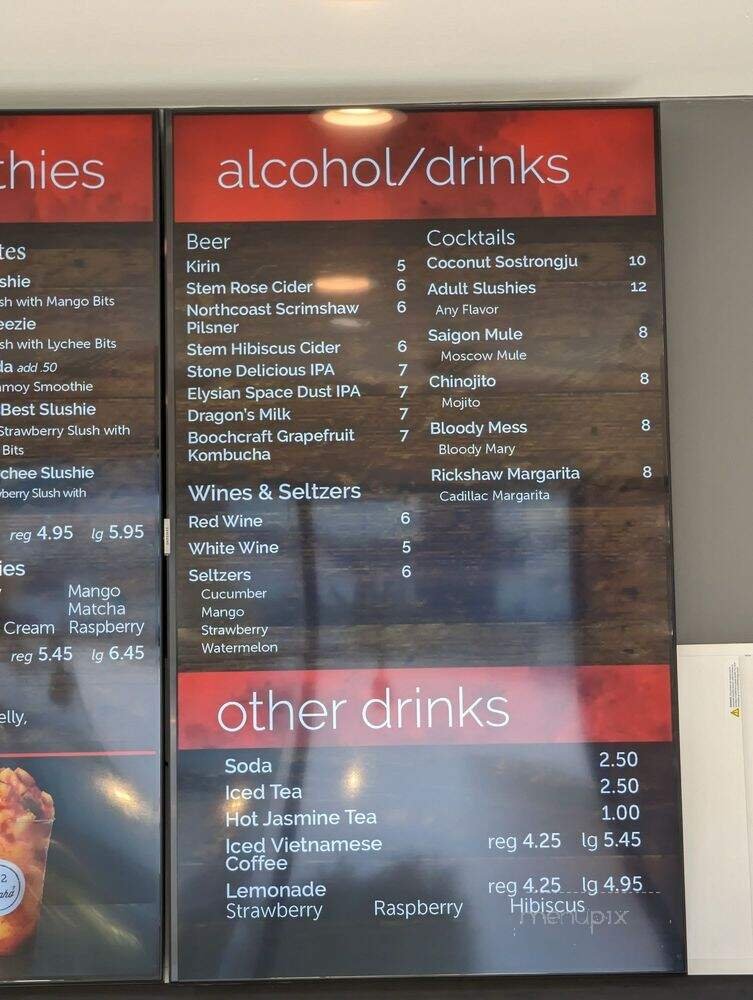 thies
tes
shie
sh with Mango Bits
eezie
sh with Lychee Bits
da add .50
amoy Smoothie
Best Slushie
Strawberry Slush with
Bits
chee Slushie
berry Slush with
reg 4.95 lg 5.95
ies
Mango
Matcha
Cream Raspberry
reg 5.45 lg 6.45
elly,
alcohol/drinks
Beer
Kirin 5
Stem Rose Cider 6
Northcoast Scrimshaw 6
Pilsner
Stem Hibiscus Cider 6
Stone Delicious IPA 7
Elysian Space Dust IPA 7
Dragon's Milk 7
Boochcraft Grapefruit 7
Kombucha
Wines & Seltzers
Red Wine 6
White Wine 5
Seltzers 6
Cucumber
Mango
Strawberry
Watermelon
Cocktails
Coconut Sostrongju 10
Adult Slushies 12
Any Flavor
Saigon Mule 8
Moscow Mule
Chinojito 8
Mojito
Bloody Mess 8
Bloody Mary
Rickshaw Margarita 8
Cadillac Margarita
other drinks
Soda 2.50
Iced Tea 2.50
Hot Jasmine Tea 1.00
Iced Vietnamese reg 4.25 lg 5.45
Coffee
Lemonade reg 4.25 lg 4.95
Strawberry Raspberry Hibiscus
menupix